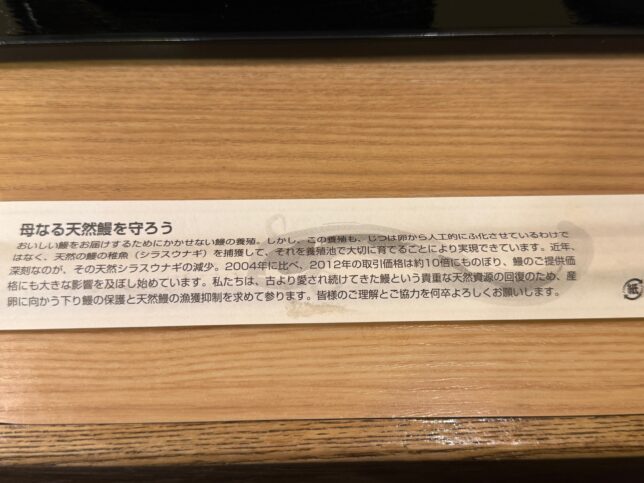 母なる天然鰻を守ろう
おいしい鰻をお届けするためにかかせない鰻の養殖。しかし、この養殖も、じつは卵から人工的にふ化させているわけで
はなく、天然の鰻の稚魚（シラスウナギ）を捕獲して、それを養殖池で大切に育てることにより実現できています。近年、
深刻なのが、その天然シラスウナギの減少。2004年に比べ、2012年の取引価格は約10倍にものぼり、鰻のご提供価
格にも大きな影響を及ぼし始めています。私たちは、古より愛され続けてきた鰻という貴重な天然資源の回復のため、産
卵に向かう下り鰻の保護と天然鰻の漁獲抑制を求めて参ります。皆様のご理解とご協力を何卒よろしくお願いします。